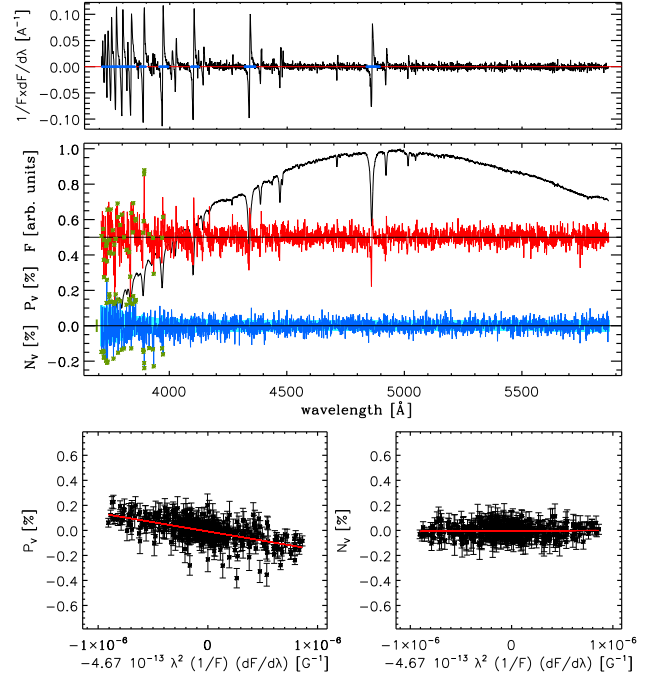 1/FxdF/dλ [A⁻¹]
0.10
0.05
0.00
−0.05
−0.10
N_v [%] P_v [%] F [arb. units]
1.0
0.8
0.6
0.4
0.2
0.0
−0.2
4000 4500 5000 5500
wavelength [Å]
P_v [%]
0.6
0.4
0.2
0.0
−0.2
−0.4
−0.6
−1×10⁻⁶ 0 1×10⁻⁶
−4.67 10⁻¹³ λ² (1/F) (dF/dλ) [G⁻¹]
N_v [%]
0.6
0.4
0.2
0.0
−0.2
−0.4
−0.6
−1×10⁻⁶ 0 1×10⁻⁶
−4.67 10⁻¹³ λ² (1/F) (dF/dλ) [G⁻¹]